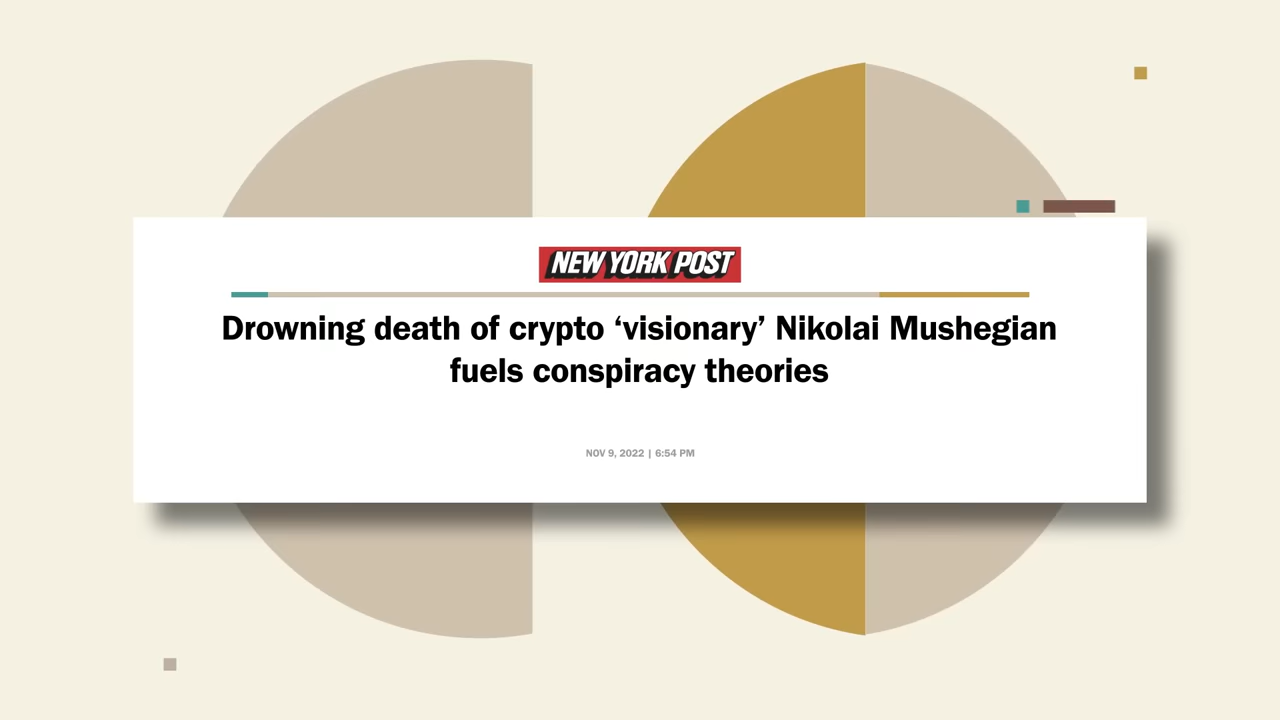 NEW YORK POST
Drowning death of crypto ‘visionary’ Nikolai Mushegian
fuels conspiracy theories
NOV 9, 2022 | 6:54 PM